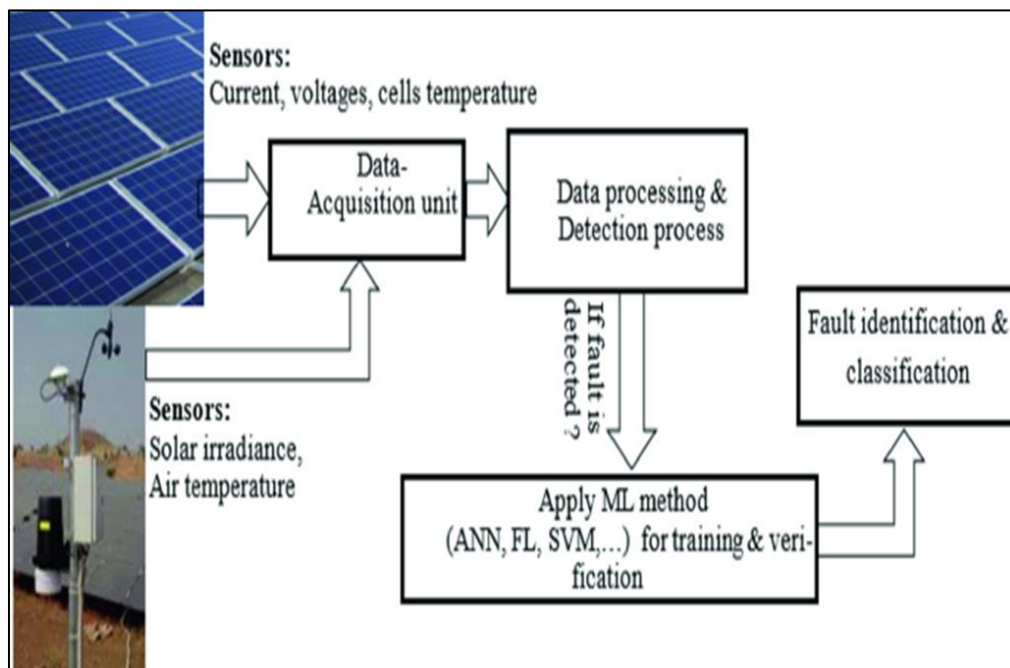 Sensors:
Current, voltages, cells temperature
Data-
Acquisition unit
Data processing &
Detection process
If fault is
detected ?
Fault identification &
classification
Sensors:
Solar irradiance,
Air temperature
Apply ML method
(ANN, FL, SVM,...) for training & veri-
fication